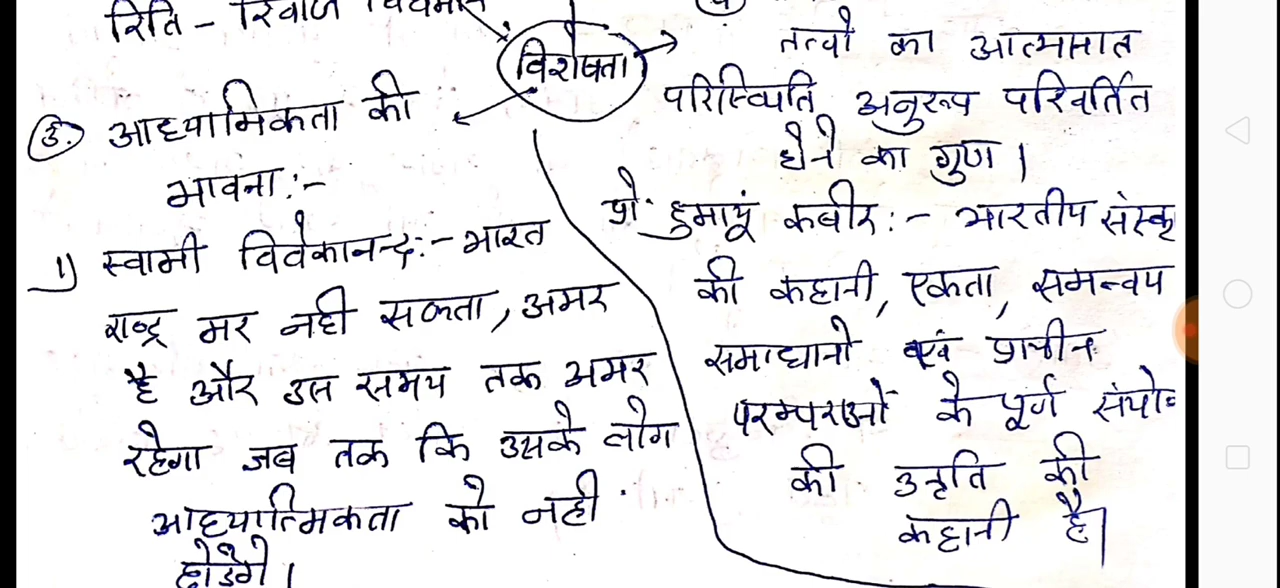 रिति - रिवाज
विशेषता
3. आध्यामिकता की
भावना:-
1) स्वामी विवेकानन्द:- भारत
राष्ट्र मर नही सकता, अमर
है और उस समय तक अमर
रहेगा जब तक कि उसके लोग
आध्यात्मिकता को नही
छोडेगे।
तत्वो का आत्मसात
परिस्थिति अनुरूप परिवर्तित
होने का गुण।
प्रो. हुमायूं कबीर:- भारतीय संस्कृ
की कहानी, एकता, समन्वय
समाधानो एवं प्राचीन
परम्पराओं के पूर्ण संयो
की उन्नति की
कहानी है।